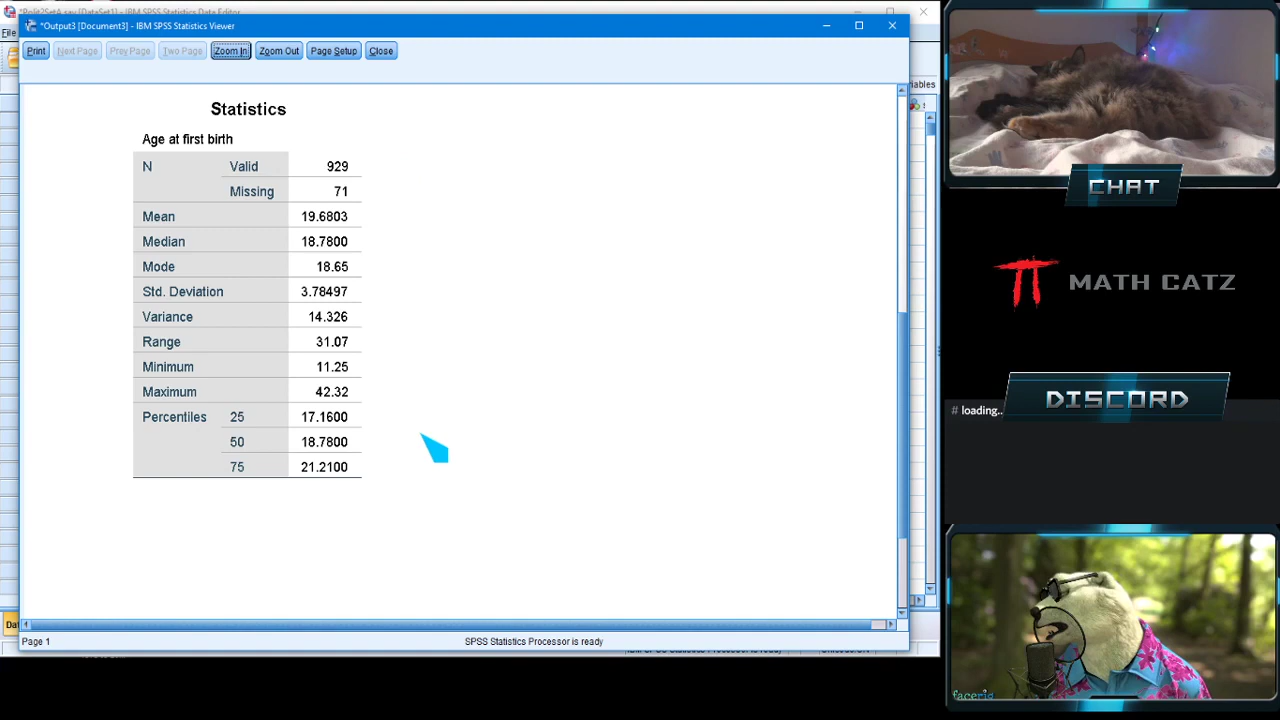 *Output3 [Document3] - IBM SPSS Statistics Viewer
File
Print Next Page Prev Page Two Page Zoom In Zoom Out Page Setup Close
Statistics
Age at first birth
N Valid 929
Missing 71
Mean 19.6803
Median 18.7800
Mode 18.65
Std. Deviation 3.78497
Variance 14.326
Range 31.07
Minimum 11.25
Maximum 42.32
Percentiles 25 17.1600
50 18.7800
75 21.2100
Page 1 SPSS Statistics Processor is ready
CHAT
MATH CATZ
DISCORD
# loading..
facerig